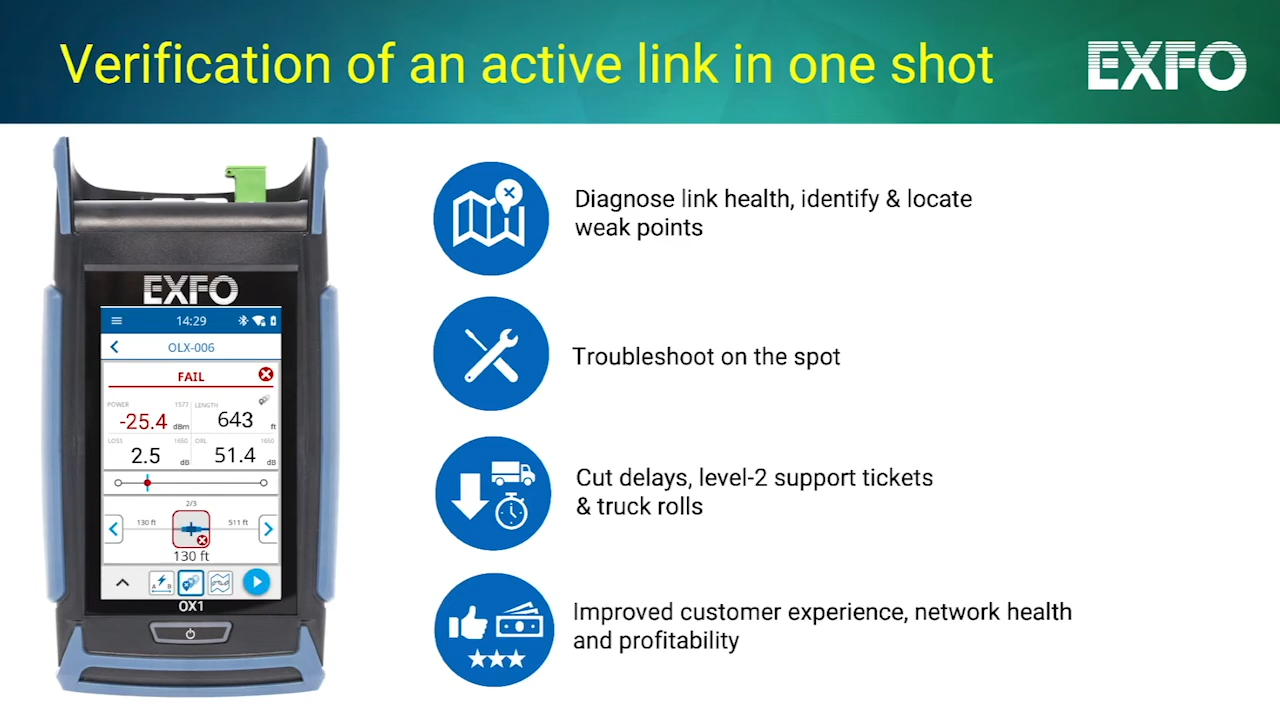 Verification of an active link in one shot
EXFO
Diagnose link health, identify & locate
weak points
Troubleshoot on the spot
Cut delays, level-2 support tickets
& truck rolls
Improved customer experience, network health
and profitability
EXFO
14:29
OLX-006
FAIL
POWER 1577 LENGTH
-25.4 dBm 643 ft
LOSS 1650 ORL 1650
2.5 dB 51.4 dB
2/3
130 ft 511 ft
130 ft
A B
OX1